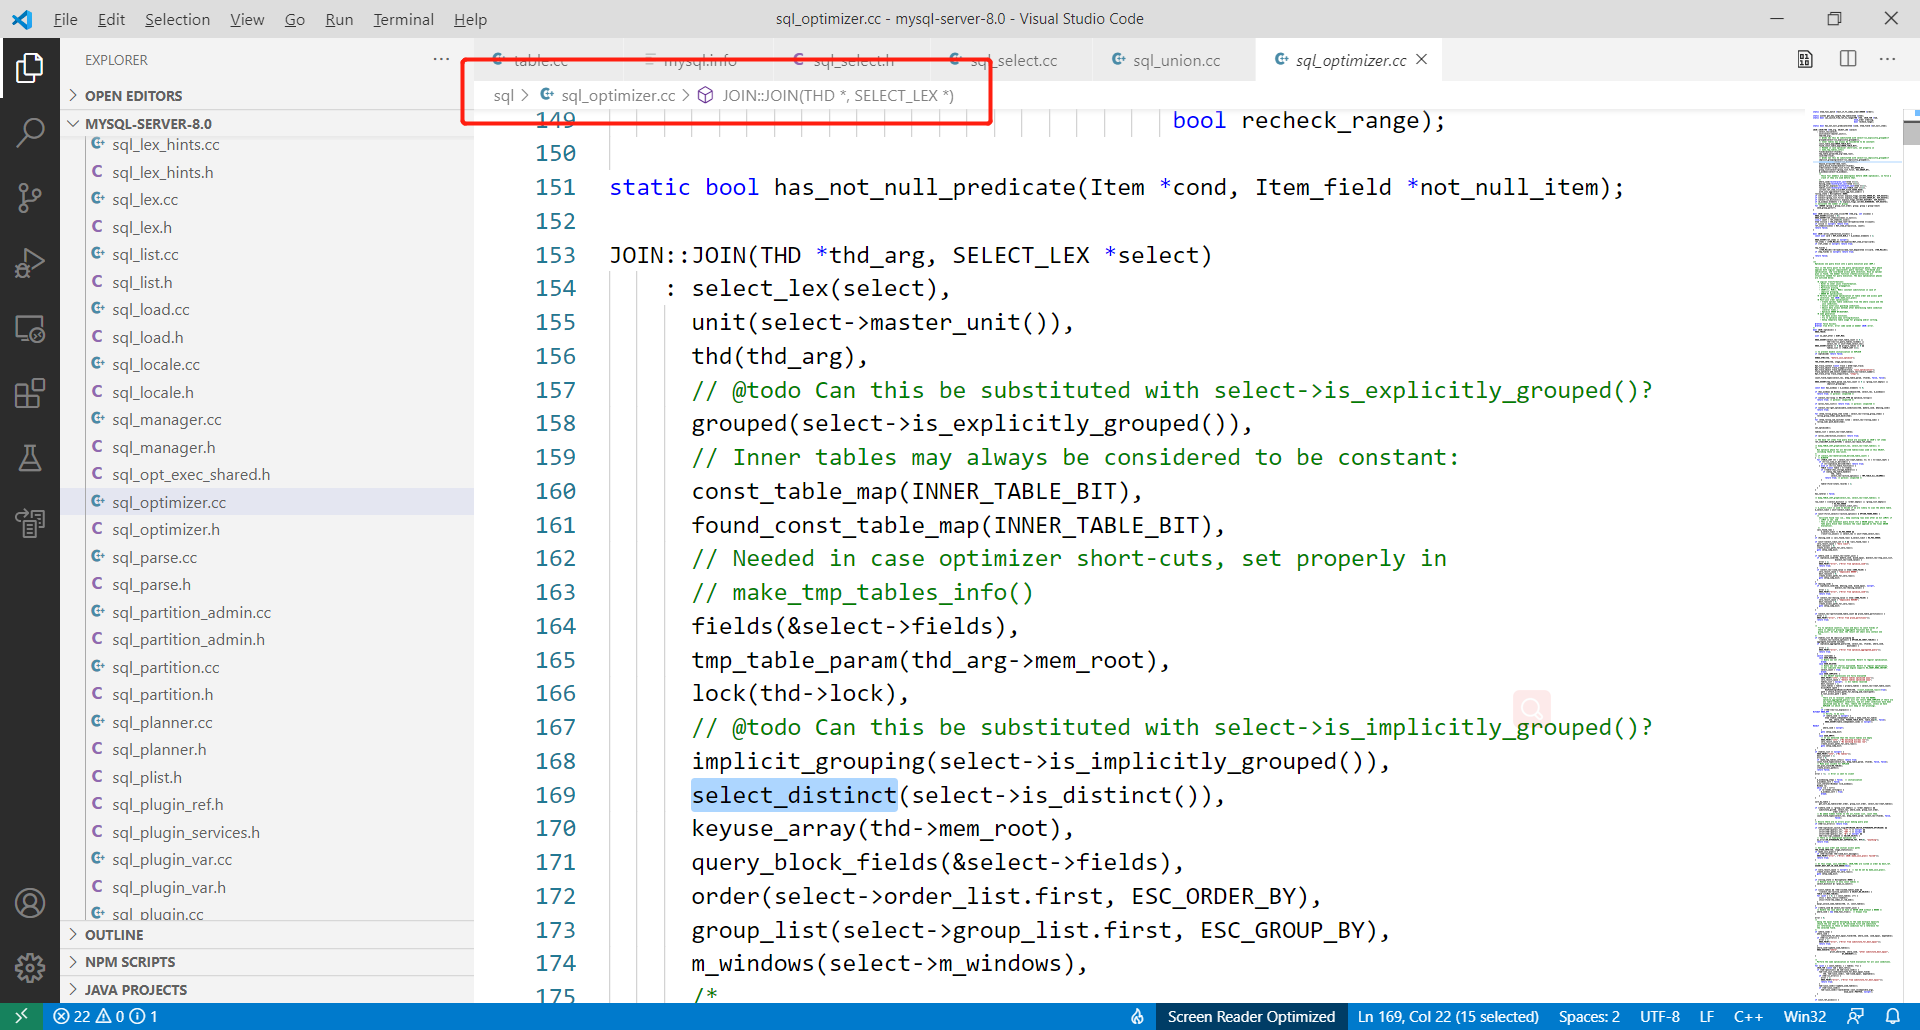 File Edit Selection View Go Run Terminal Help
sql_optimizer.cc - mysql-server-8.0 - Visual Studio Code
EXPLORER
table.cc
mysql.info
sql_select.h
sql_select.cc
sql_union.cc
sql_optimizer.cc
sql > sql_optimizer.cc > JOIN::JOIN(THD *, SELECT_LEX *)
OPEN EDITORS
MYSQL-SERVER-8.0
sql_lex_hints.cc
sql_lex_hints.h
sql_lex.cc
sql_lex.h
sql_list.cc
sql_list.h
sql_load.cc
sql_load.h
sql_locale.cc
sql_locale.h
sql_manager.cc
sql_manager.h
sql_opt_exec_shared.h
sql_optimizer.cc
sql_optimizer.h
sql_parse.cc
sql_parse.h
sql_partition_admin.cc
sql_partition_admin.h
sql_partition.cc
sql_partition.h
sql_planner.cc
sql_planner.h
sql_plist.h
sql_plugin_ref.h
sql_plugin_services.h
sql_plugin_var.cc
sql_plugin_var.h
sql_plugin.cc
OUTLINE
NPM SCRIPTS
JAVA PROJECTS
149 bool recheck_range);
150
151 static bool has_not_null_predicate(Item *cond, Item_field *not_null_item);
152
153 JOIN::JOIN(THD *thd_arg, SELECT_LEX *select)
154 : select_lex(select),
155 unit(select->master_unit()),
156 thd(thd_arg),
157 // @todo Can this be substituted with select->is_explicitly_grouped()?
158 grouped(select->is_explicitly_grouped()),
159 // Inner tables may always be considered to be constant:
160 const_table_map(INNER_TABLE_BIT),
161 found_const_table_map(INNER_TABLE_BIT),
162 // Needed in case optimizer short-cuts, set properly in
163 // make_tmp_tables_info()
164 fields(&select->fields),
165 tmp_table_param(thd_arg->mem_root),
166 lock(thd->lock),
167 // @todo Can this be substituted with select->is_implicitly_grouped()?
168 implicit_grouping(select->is_implicitly_grouped()),
169 select_distinct(select->is_distinct()),
170 keyuse_array(thd->mem_root),
171 query_block_fields(&select->fields),
172 order(select->order_list.first, ESC_ORDER_BY),
173 group_list(select->group_list.first, ESC_GROUP_BY),
174 m_windows(select->m_windows),
175 /*
22 0 1
Screen Reader Optimized Ln 169, Col 22 (15 selected) Spaces: 2 UTF-8 LF C++ Win32